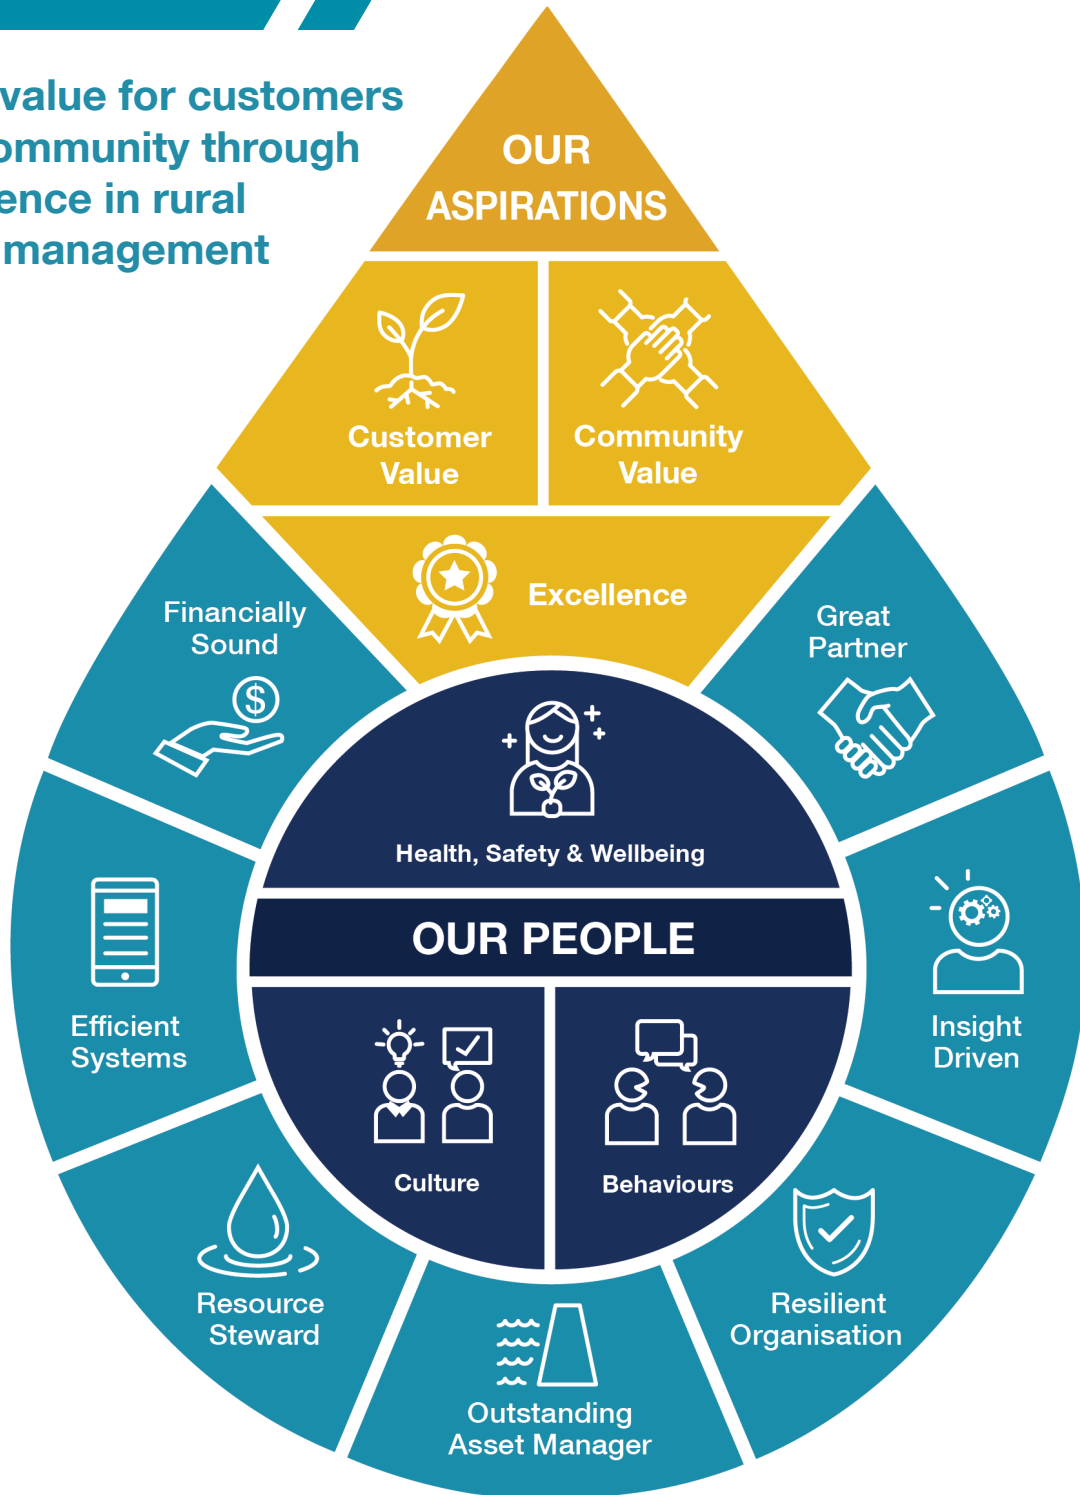 value for customers
ommunity through
ence in rural
management
OUR
ASPIRATIONS
Customer
Value
Community
Value
Excellence
Financially
Sound
$
Great
Partner
Health, Safety & Wellbeing
OUR PEOPLE
Efficient
Systems
Insight
Driven
Culture
Behaviours
Resource
Steward
Resilient
Organisation
Outstanding
Asset Manager